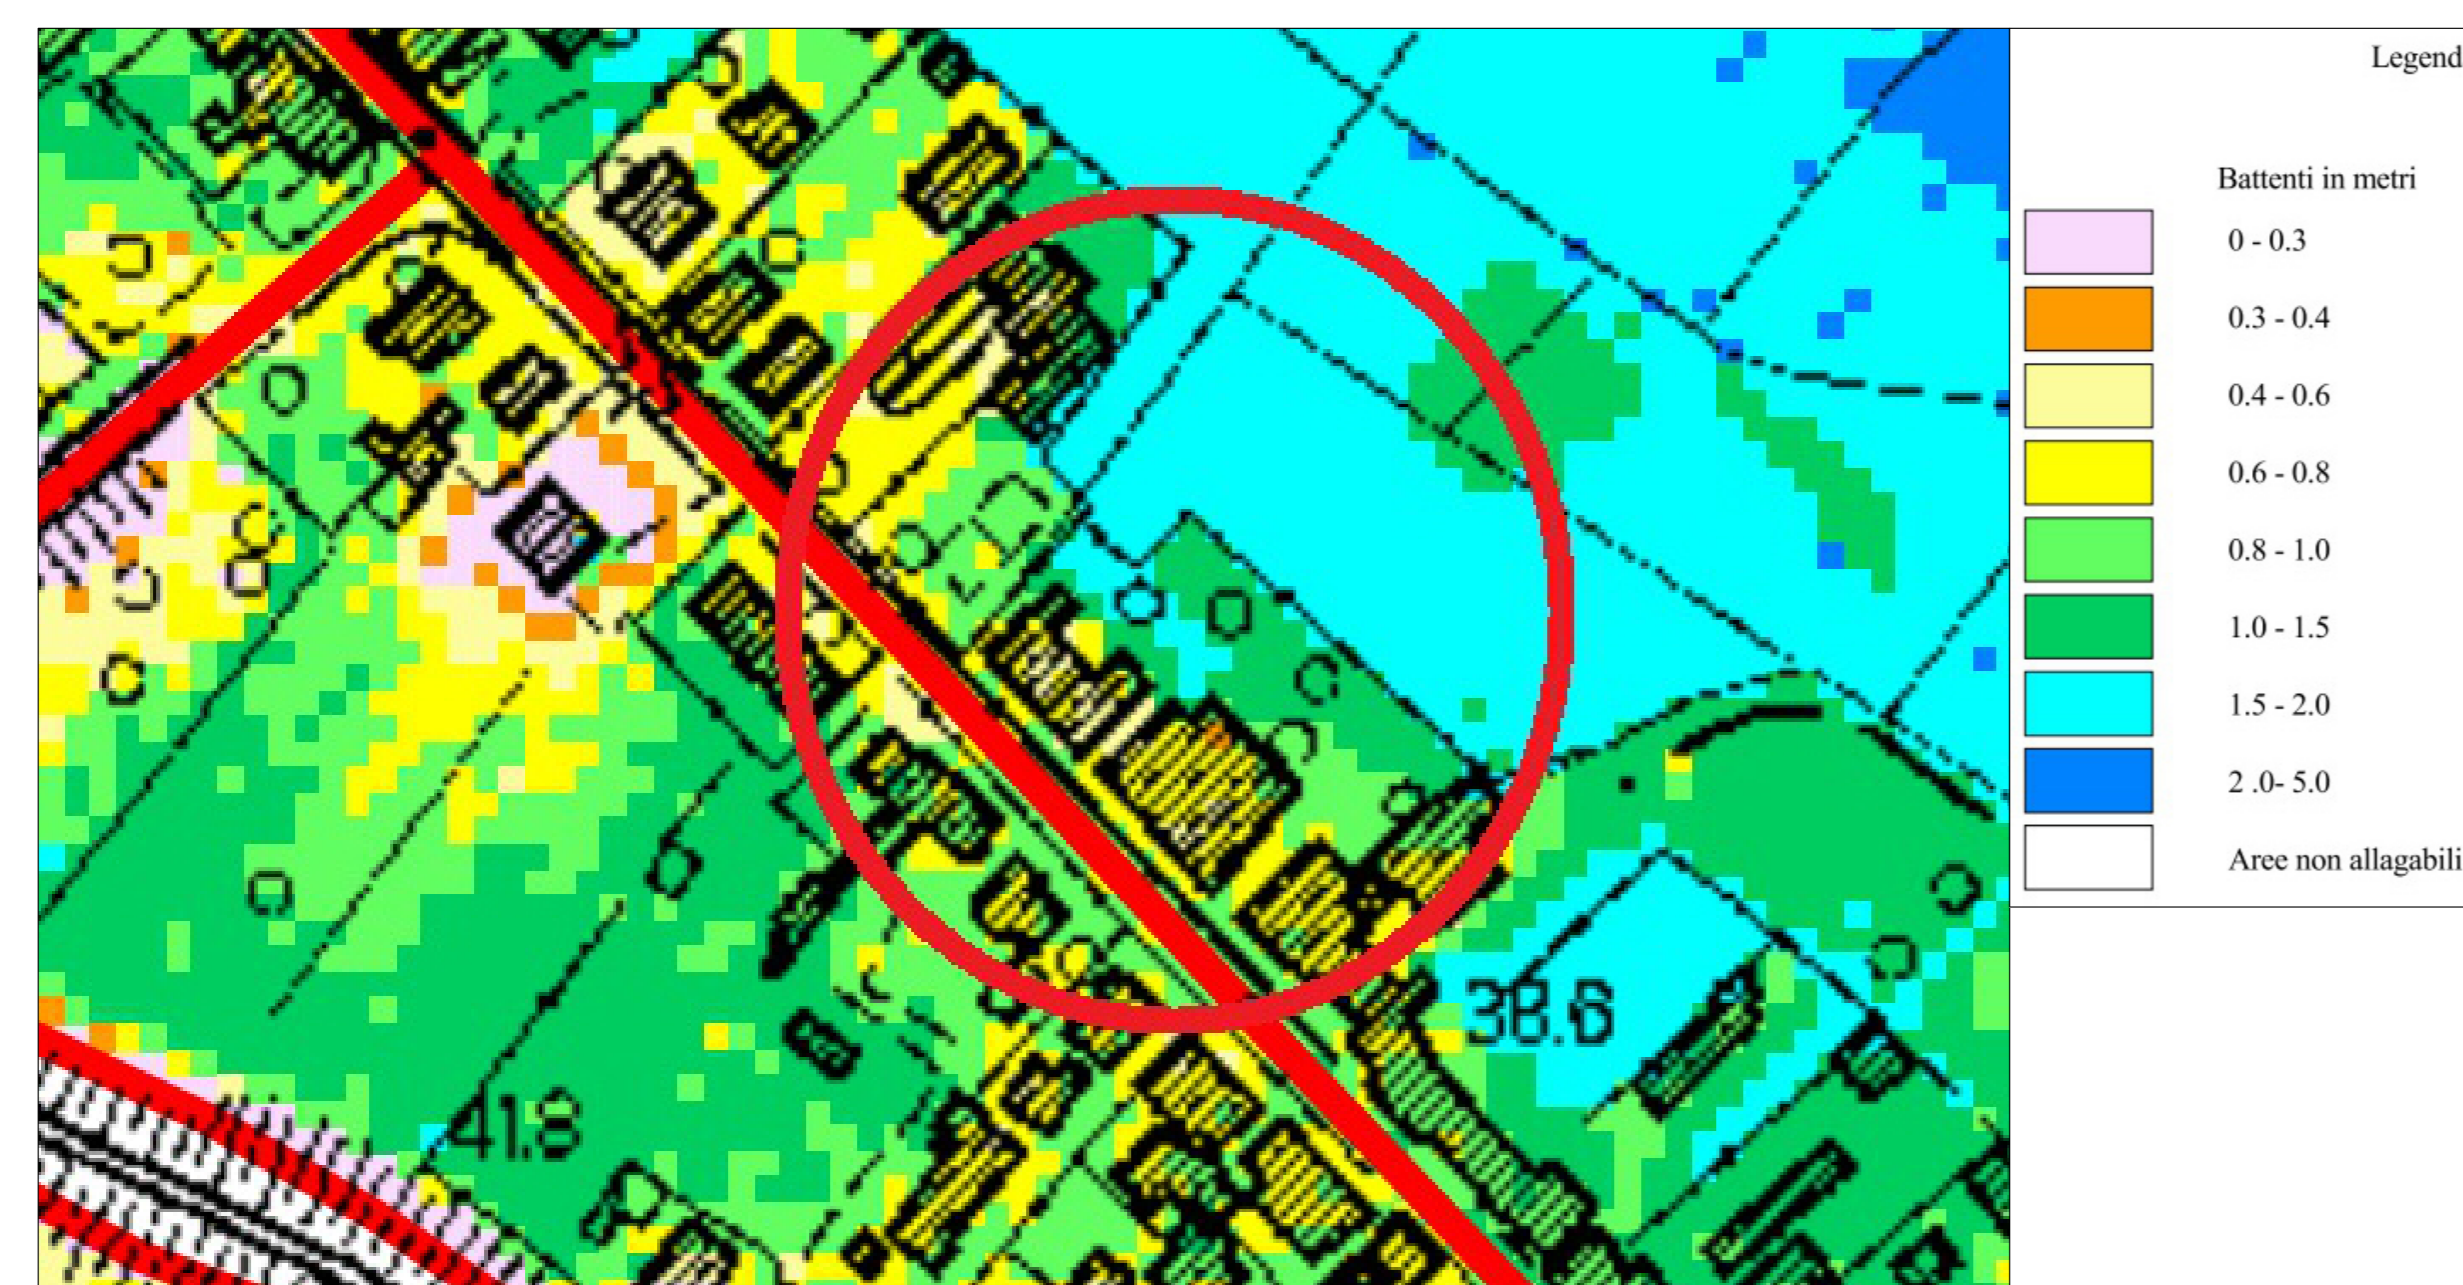 Legend
Battenti in metri
0 - 0.3
0.3 - 0.4
0.4 - 0.6
0.6 - 0.8
0.8 - 1.0
1.0 - 1.5
1.5 - 2.0
2 .0- 5.0
Aree non allagabili
38.6
41.8